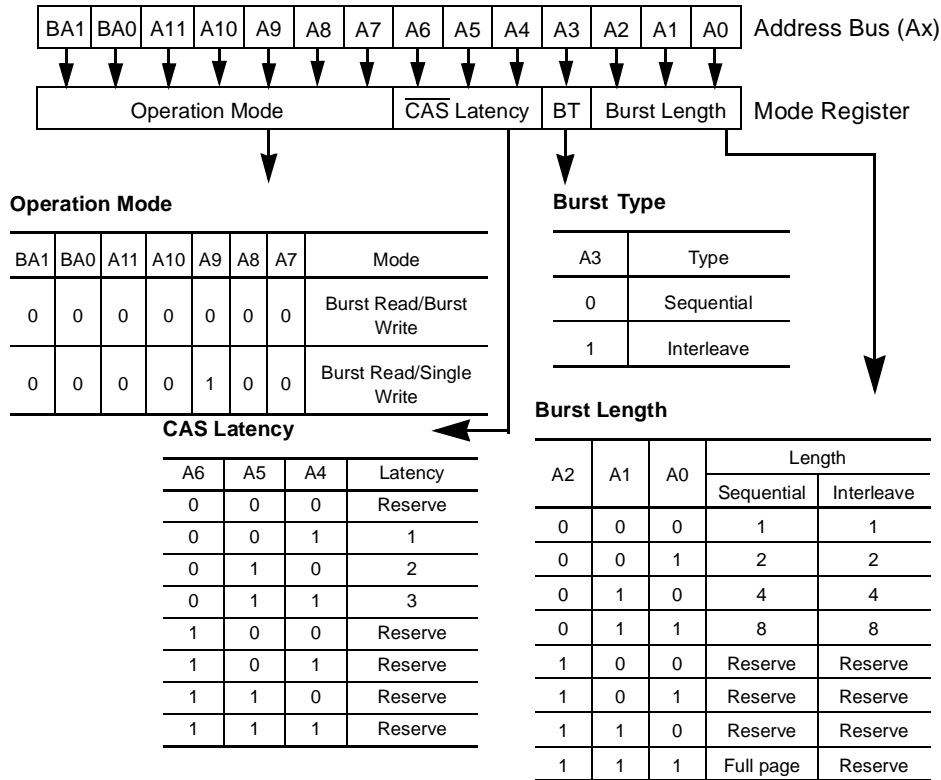 BA1 BA0 A11 A10 A9 A8 A7 A6 A5 A4 A3 A2 A1 A0 Address Bus (Ax)
Operation Mode CAS Latency BT Burst Length Mode Register
Operation Mode
BA1 BA0 A11 A10 A9 A8 A7 Mode
0 0 0 0 0 0 0 Burst Read/Burst
Write
0 0 0 0 1 0 0 Burst Read/Single
Write
Burst Type
A3 Type
0 Sequential
1 Interleave
CAS Latency
A6 A5 A4 Latency
0 0 0 Reserve
0 0 1 1
0 1 0 2
0 1 1 3
1 0 0 Reserve
1 0 1 Reserve
1 1 0 Reserve
1 1 1 Reserve
Burst Length
A2 A1 A0 Length
Sequential Interleave
0 0 0 1 1
0 0 1 2 2
0 1 0 4 4
0 1 1 8 8
1 0 0 Reserve Reserve
1 0 1 Reserve Reserve
1 1 0 Reserve Reserve
1 1 1 Full page Reserve